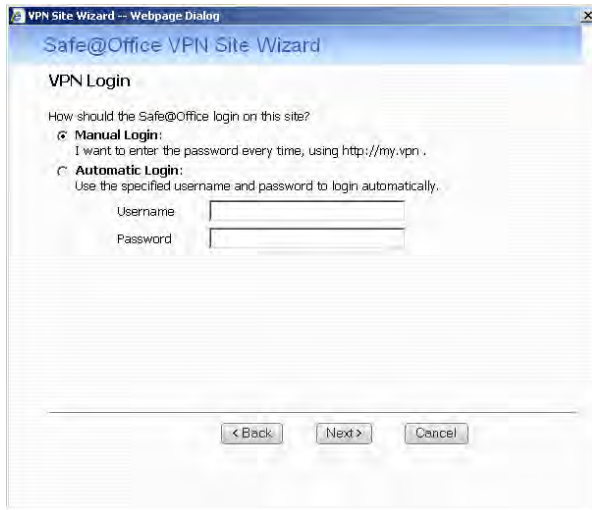 VPN Site Wizard -- Webpage Dialog
Safe@Office VPN Site Wizard
VPN Login
How should the Safe@Office login on this site?
Manual Login:
I want to enter the password every time, using http://my.vpn .
Automatic Login:
Use the specified username and password to login automatically.
Username
Password
< Back
Next >
Cancel